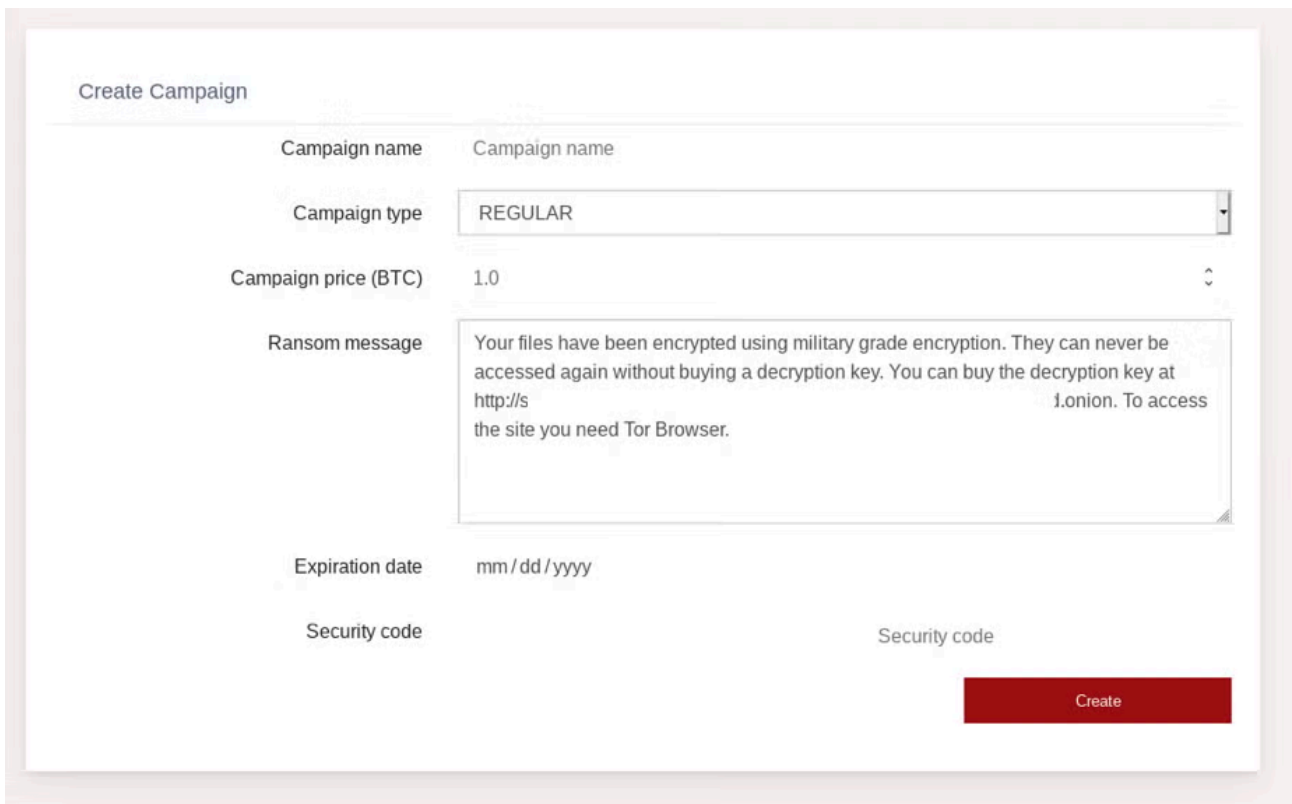 Create Campaign
Campaign name Campaign name
Campaign type REGULAR
Campaign price (BTC) 1.0
Ransom message Your files have been encrypted using military grade encryption. They can never be
accessed again without buying a decryption key. You can buy the decryption key at
http://s .onion. To access
the site you need Tor Browser.
Expiration date mm/dd/yyyy
Security code Security code
Create